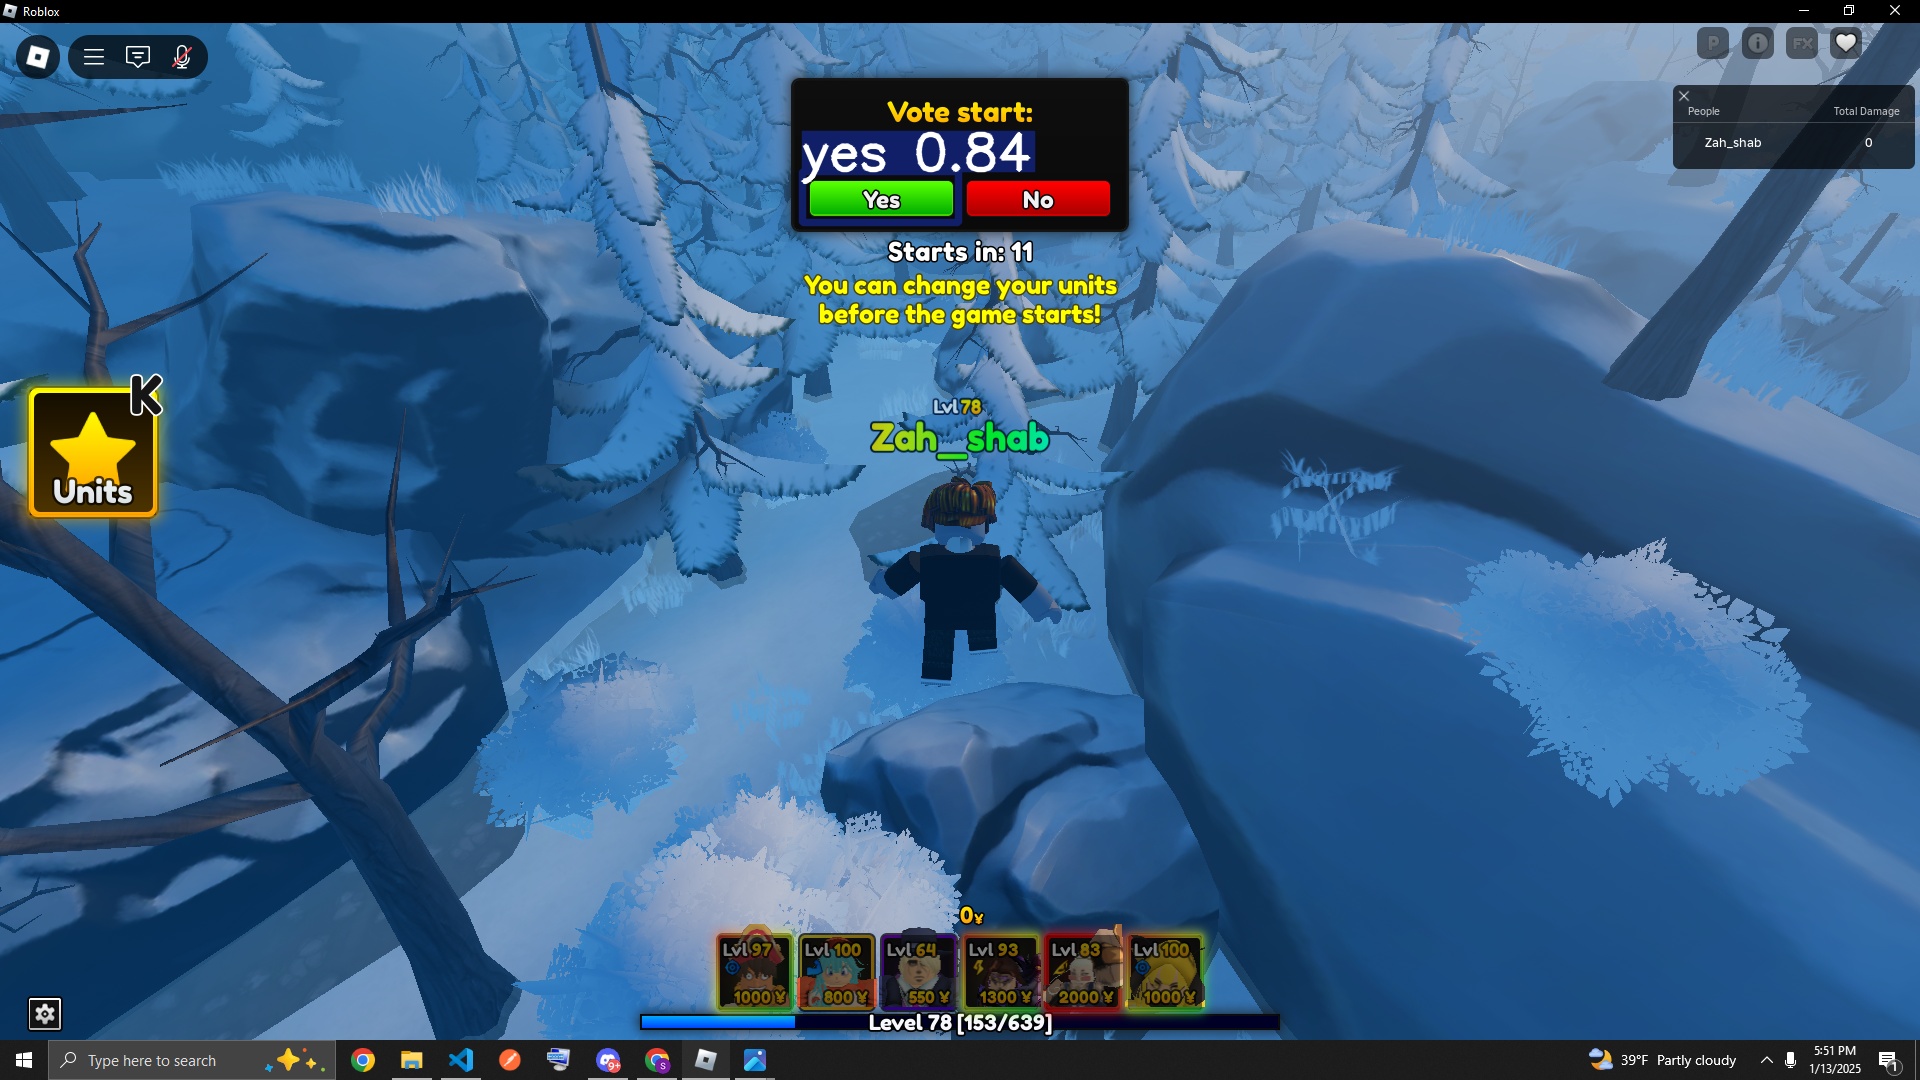 Roblox
P
FX
People Total Damage
Zah_shab 0
Vote start:
yes 0.84
Yes No
Starts in: 11
You can change your units
before the game starts!
K
Units
Lvl 78
Zah_shab
0¥
Lvl 97 Lvl 100 Lvl 64 Lvl 93 Lvl 83 Lvl 100
1000 ¥ 800 ¥ 550 ¥ 1300 ¥ 2000 ¥ 1000 ¥
Level 78 [153/639]
Type here to search
9+
S
39°F Partly cloudy
5:51 PM
1/13/2025
1